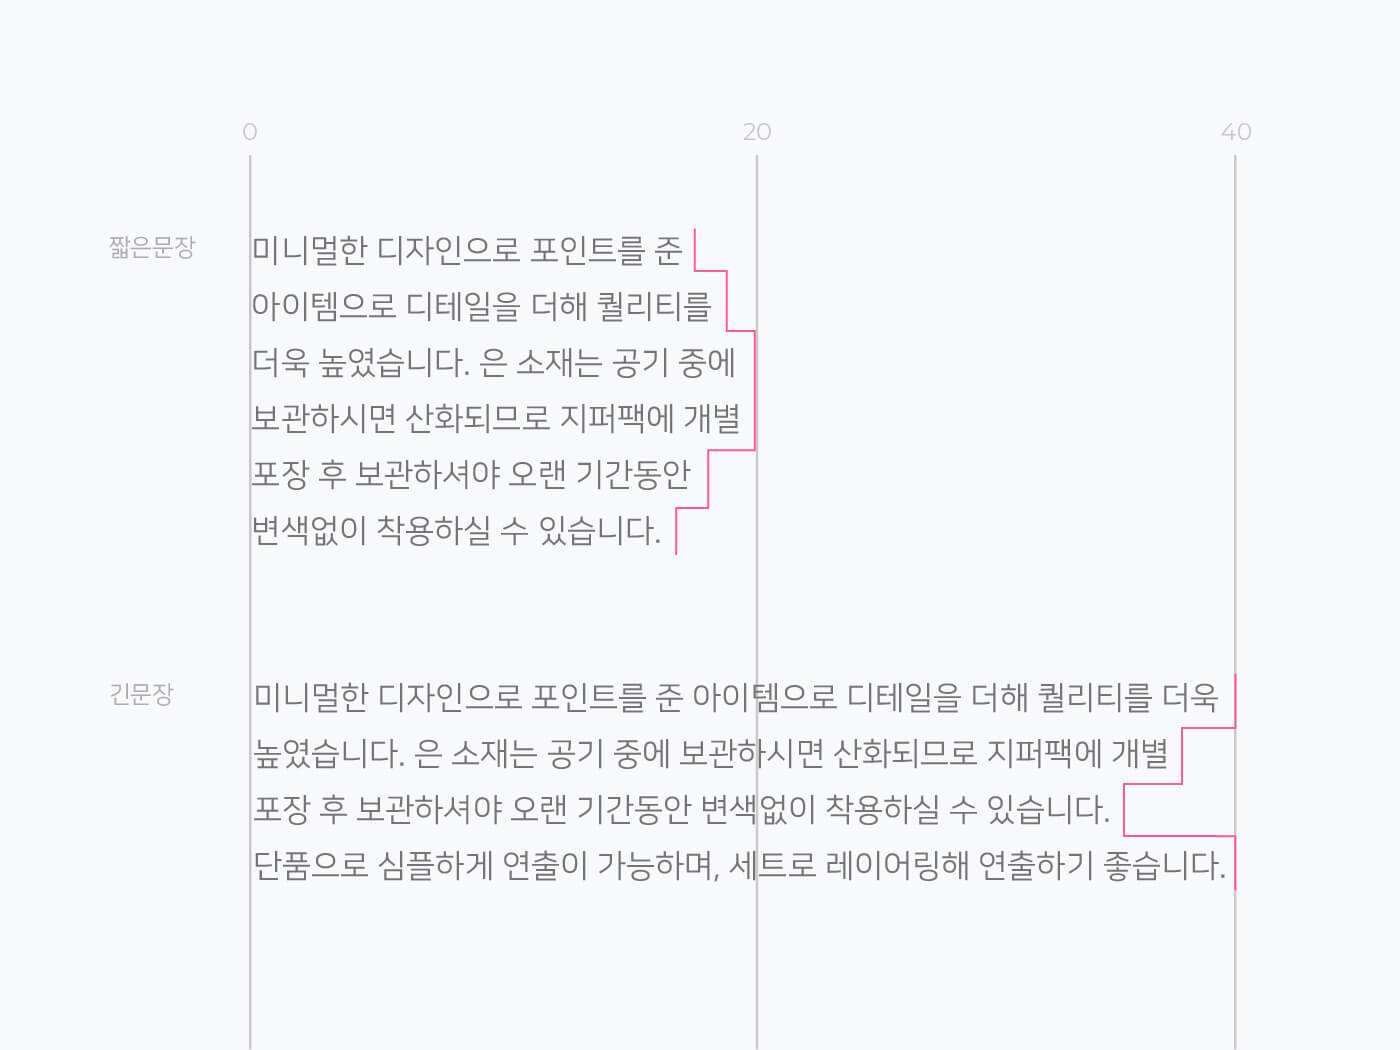 0 20 40
짧은문장
미니멀한 디자인으로 포인트를 준
아이템으로 디테일을 더해 퀄리티를
더욱 높였습니다. 은 소재는 공기 중에
보관하시면 산화되므로 지퍼팩에 개별
포장 후 보관하셔야 오랜 기간동안
변색없이 착용하실 수 있습니다.
긴문장
미니멀한 디자인으로 포인트를 준 아이템으로 디테일을 더해 퀄리티를 더욱
높였습니다. 은 소재는 공기 중에 보관하시면 산화되므로 지퍼팩에 개별
포장 후 보관하셔야 오랜 기간동안 변색없이 착용하실 수 있습니다.
단품으로 심플하게 연출이 가능하며, 세트로 레이어링해 연출하기 좋습니다.